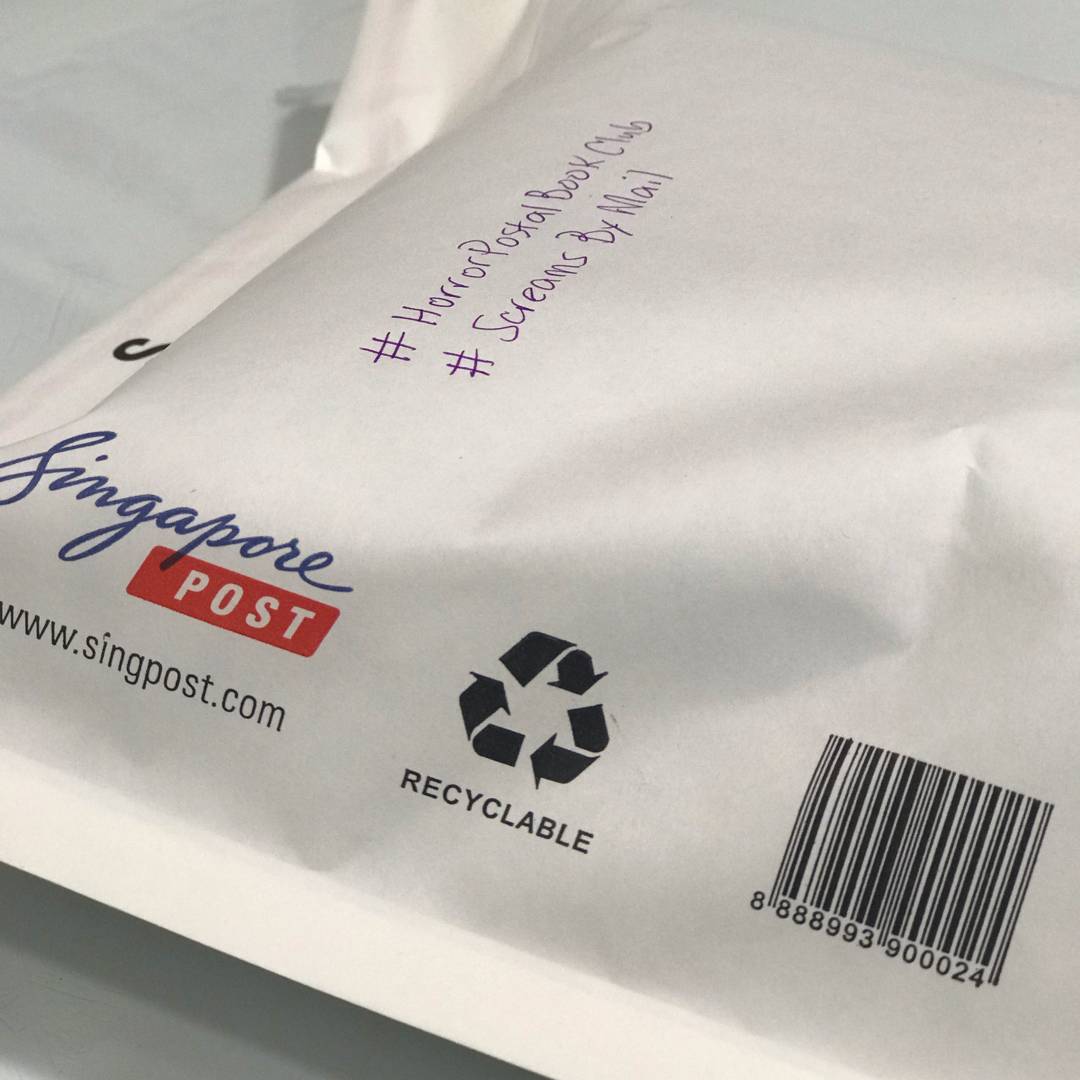 #HorrorPostalBookClub
#ScreamsByMail
Singapore
POST
www.singpost.com
RECYCLABLE
8 888993 900024